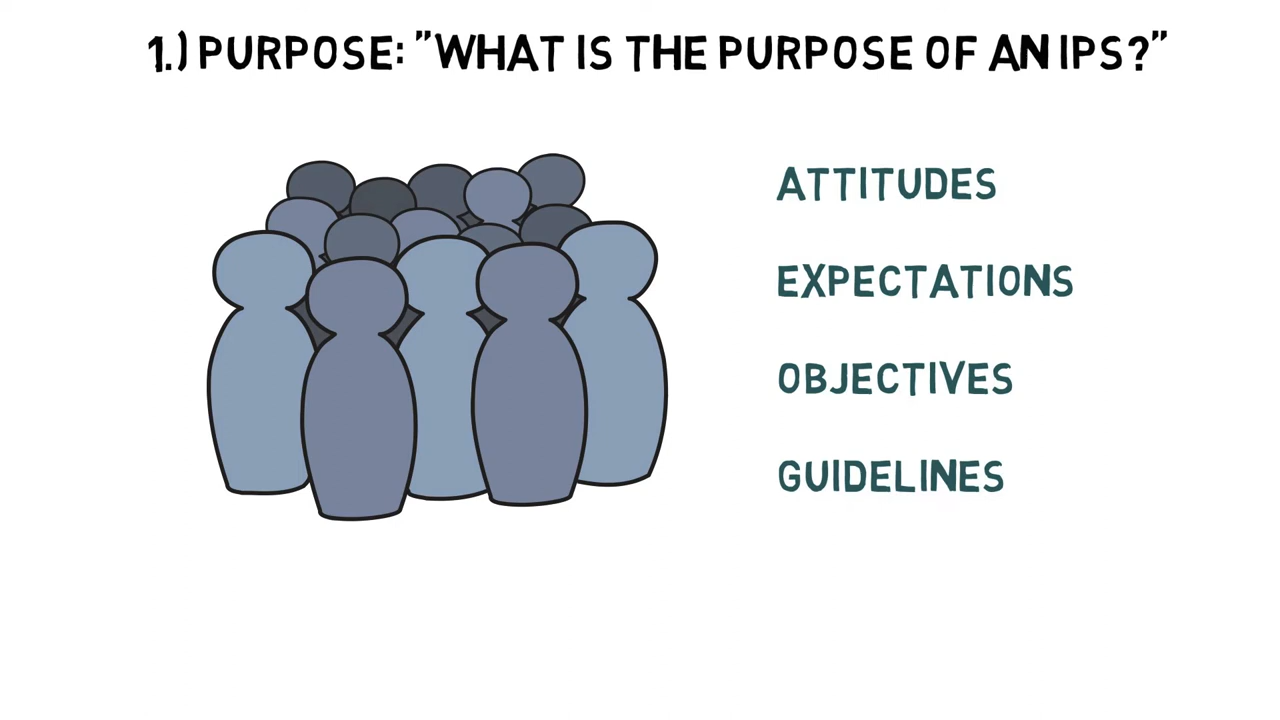 1.) PURPOSE: "WHAT IS THE PURPOSE OF AN IPS?"
ATTITUDES
EXPECTATIONS
OBJECTIVES
GUIDELINES